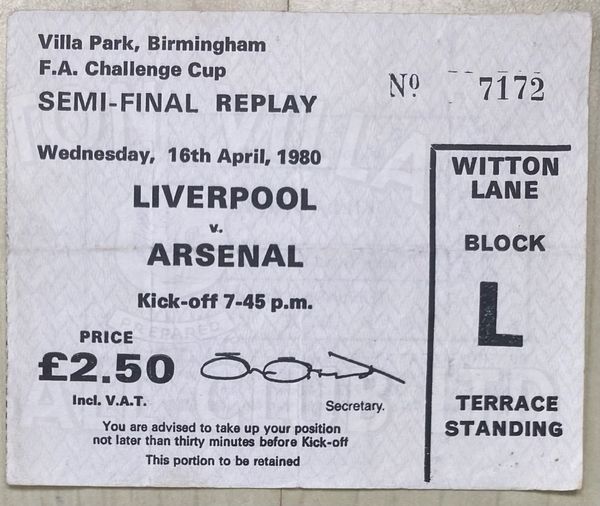 Villa Park, Birmingham
F.A. Challenge Cup
SEMI-FINAL REPLAY
Nº 7172
Wednesday, 16th April, 1980
LIVERPOOL
v.
ARSENAL
Kick-off 7-45 p.m.
PRICE
£2.50
Incl. V.A.T.
Secretary.
You are advised to take up your position
not later than thirty minutes before Kick-off
This portion to be retained
WITTON
LANE
BLOCK
L
TERRACE
STANDING
PREPARED